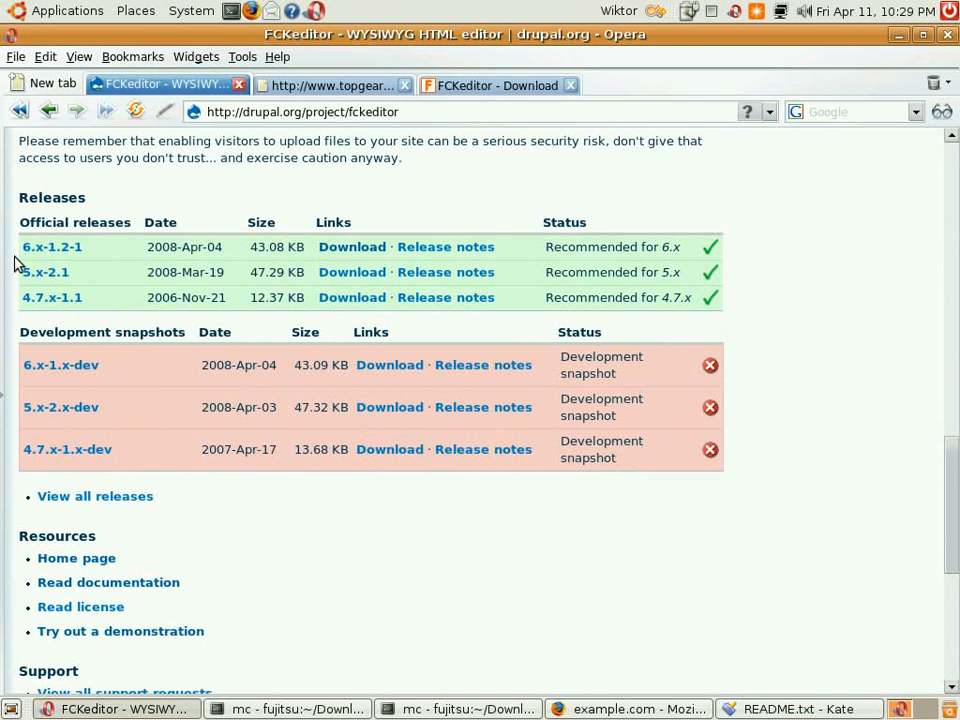 Applications Places System Wiktor Fri Apr 11, 10:29 PM
FCKeditor - WYSIWYG HTML editor | drupal.org - Opera
File Edit View Bookmarks Widgets Tools Help
New tab FCKeditor - WYSIWY... http://www.topgear... FCKeditor - Download
http://drupal.org/project/fckeditor ? Google
Please remember that enabling visitors to upload files to your site can be a serious security risk, don't give that
access to users you don't trust... and exercise caution anyway.
Releases
Official releases Date Size Links Status
6.x-1.2-1 2008-Apr-04 43.08 KB Download · Release notes Recommended for 6.x
5.x-2.1 2008-Mar-19 47.29 KB Download · Release notes Recommended for 5.x
4.7.x-1.1 2006-Nov-21 12.37 KB Download · Release notes Recommended for 4.7.x
Development snapshots Date Size Links Status
6.x-1.x-dev 2008-Apr-04 43.09 KB Download · Release notes Development
snapshot
5.x-2.x-dev 2008-Apr-03 47.32 KB Download · Release notes Development
snapshot
4.7.x-1.x-dev 2007-Apr-17 13.68 KB Download · Release notes Development
snapshot
View all releases
Resources
Home page
Read documentation
Read license
Try out a demonstration
Support
View all support requests
FCKeditor - WYSIWY... mc - fujitsu:~/Downl... mc - fujitsu:~/Downl... example.com - Mozi... README.txt - Kate